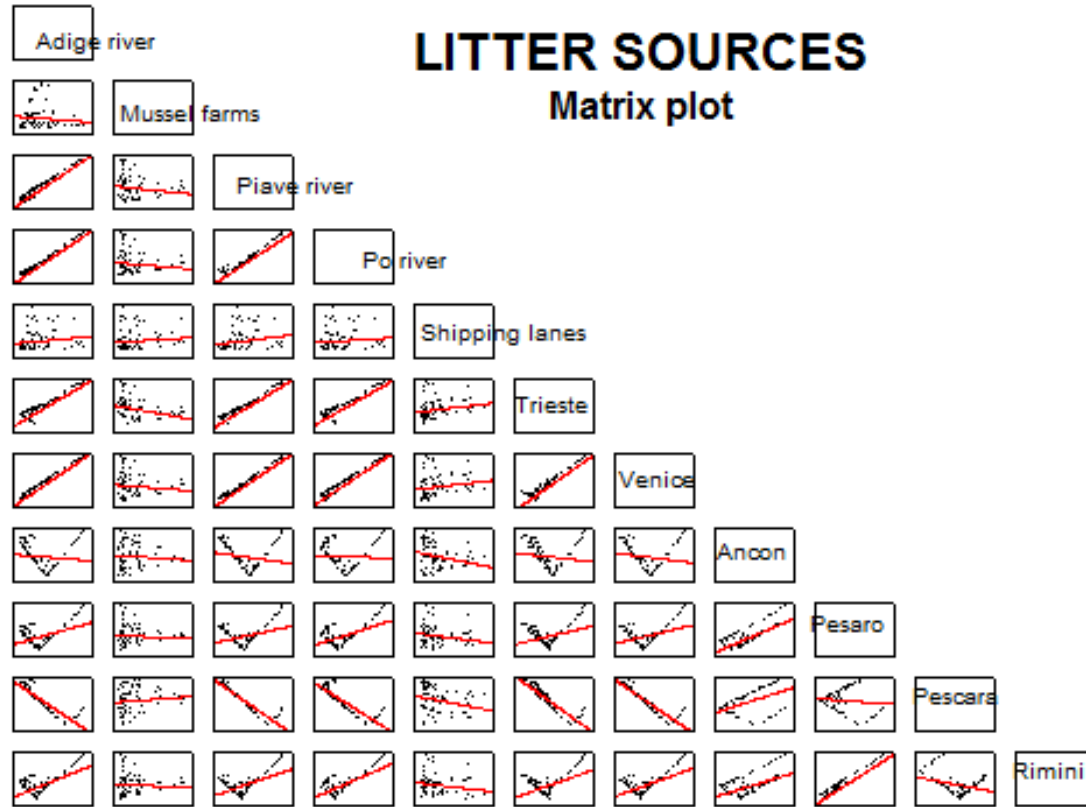 Adige river
LITTER SOURCES
Matrix plot
Mussel farms
Piave river
Po river
Shipping lanes
Trieste
Venice
Ancon
Pesaro
Pescara
Rimini